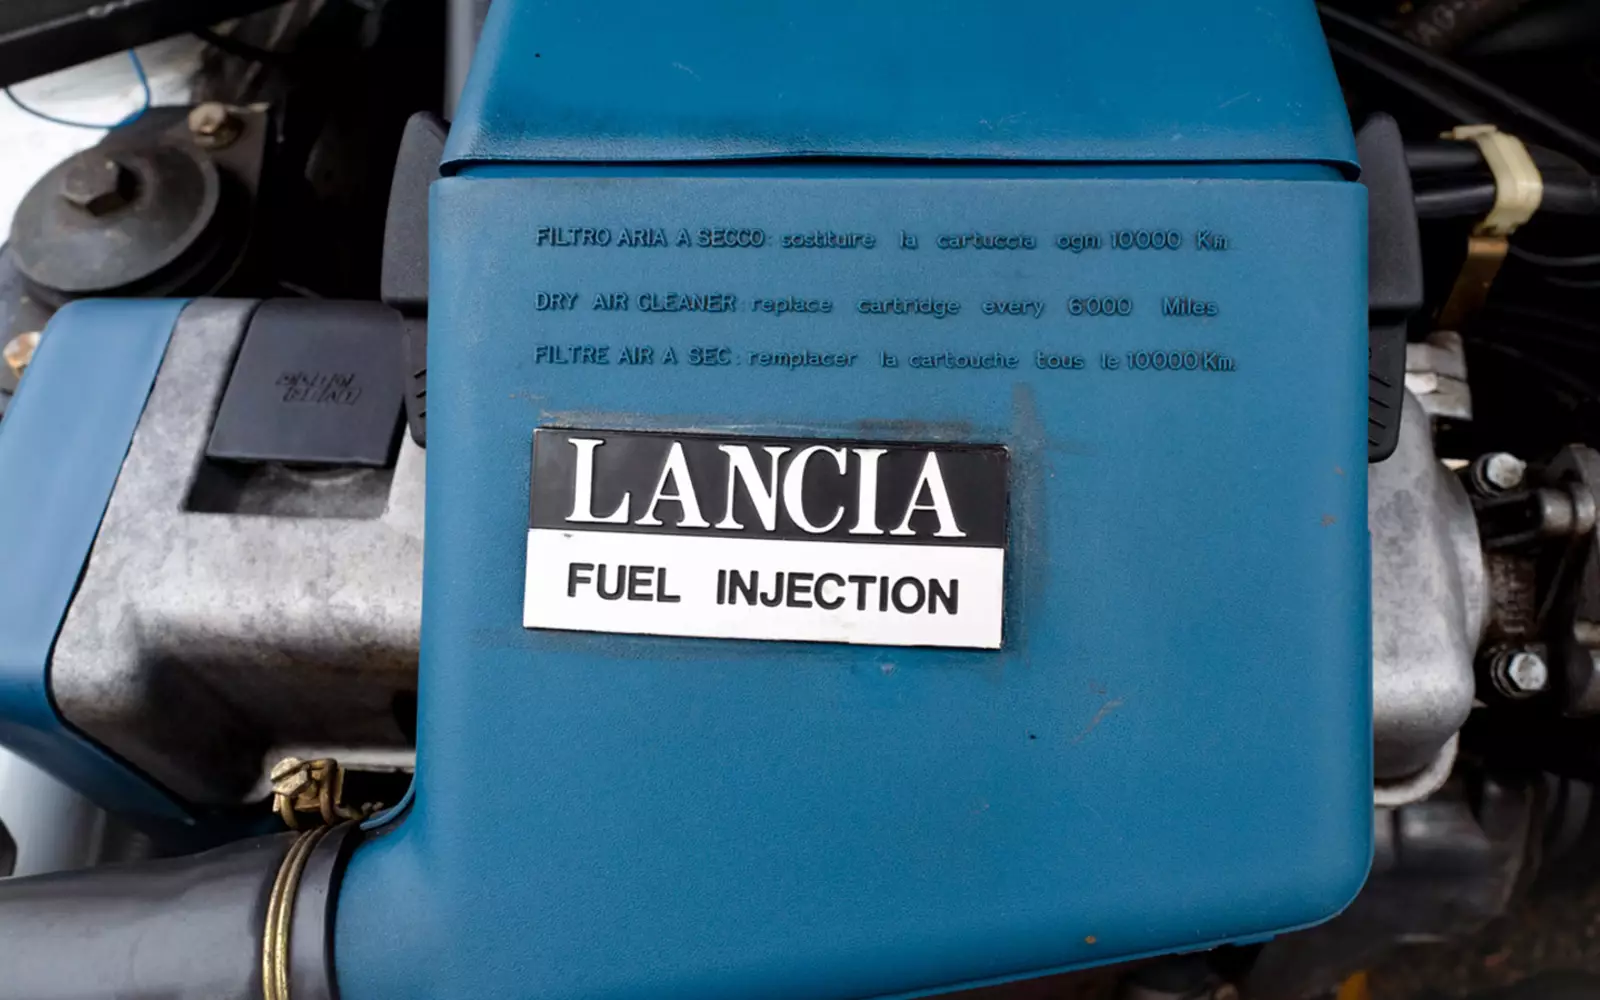 FILTRO ARIA A SECCO: sostituire la cartuccia ogni 10000 Km.
DRY AIR CLEANER: replace cartridge every 6000 Miles
FILTRE AIR A SEC: remplacer la cartouche tous le 10000 Km.
LANCIA
FUEL INJECTION